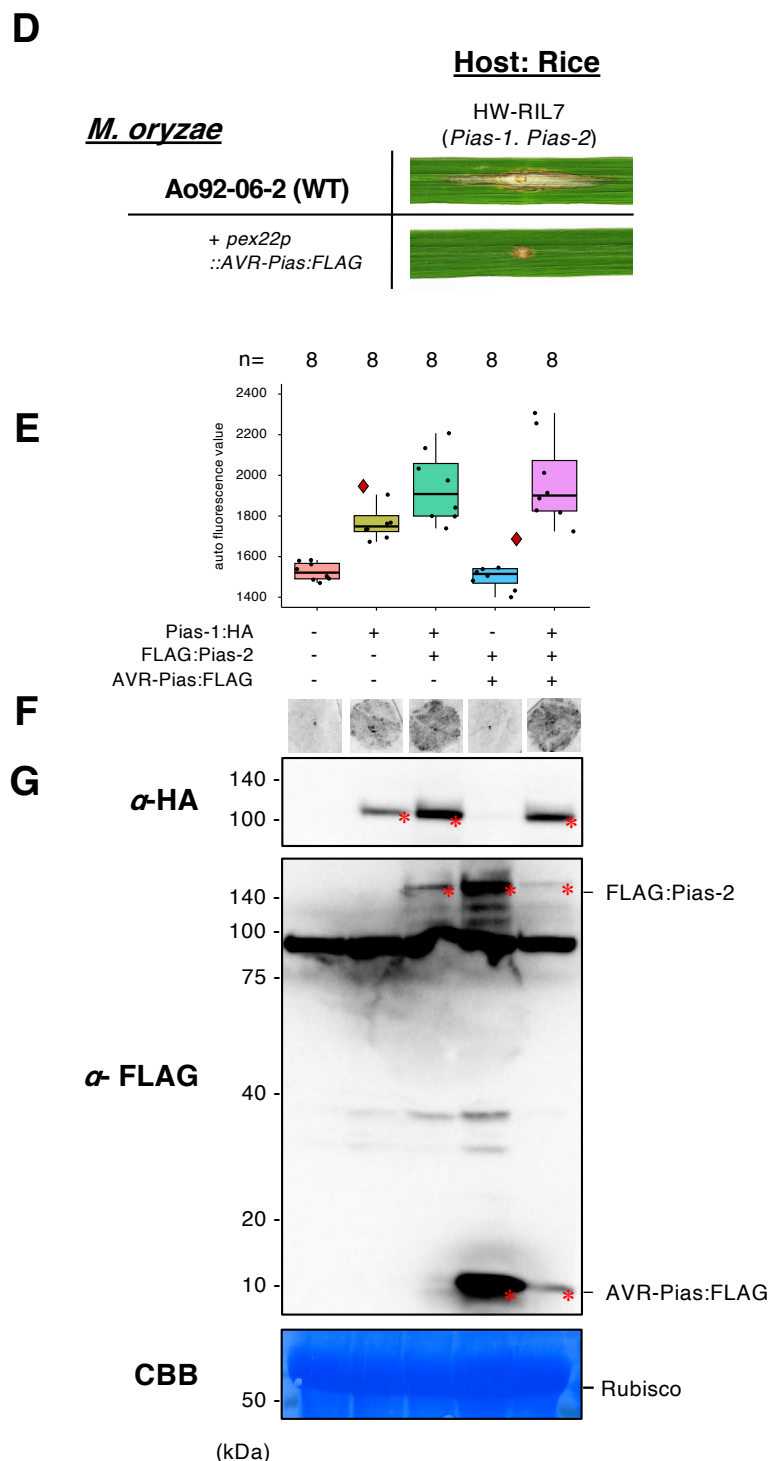 D
Host: Rice
M. oryzae
HW-RIL7
(Pias-1. Pias-2)
Ao92-06-2 (WT)
+ pex22p
::AVR-Pias:FLAG
n= 8 8 8 8 8
E
auto fluorescence value
2400
2200
2000
1800
1600
1400
Pias-1:HA - + + - +
FLAG:Pias-2 - - + + +
AVR-Pias:FLAG - - - + +
F
G
α-HA
140 -
100 -
* * *
α- FLAG
140 -
100 -
75 -
40 -
20 -
10 -
* * * – FLAG:Pias-2
* * – AVR-Pias:FLAG
CBB
50 -
– Rubisco
(kDa)